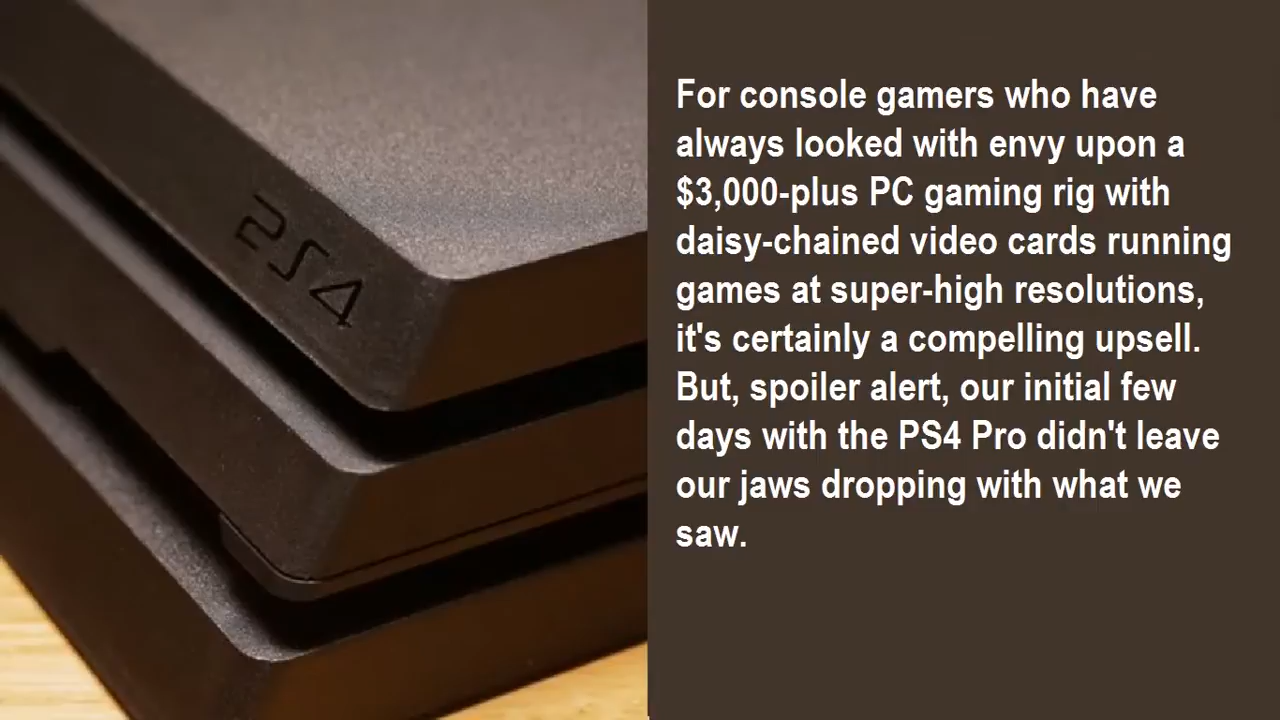 PS4
For console gamers who have
always looked with envy upon a
$3,000-plus PC gaming rig with
daisy-chained video cards running
games at super-high resolutions,
it's certainly a compelling upsell.
But, spoiler alert, our initial few
days with the PS4 Pro didn't leave
our jaws dropping with what we
saw.